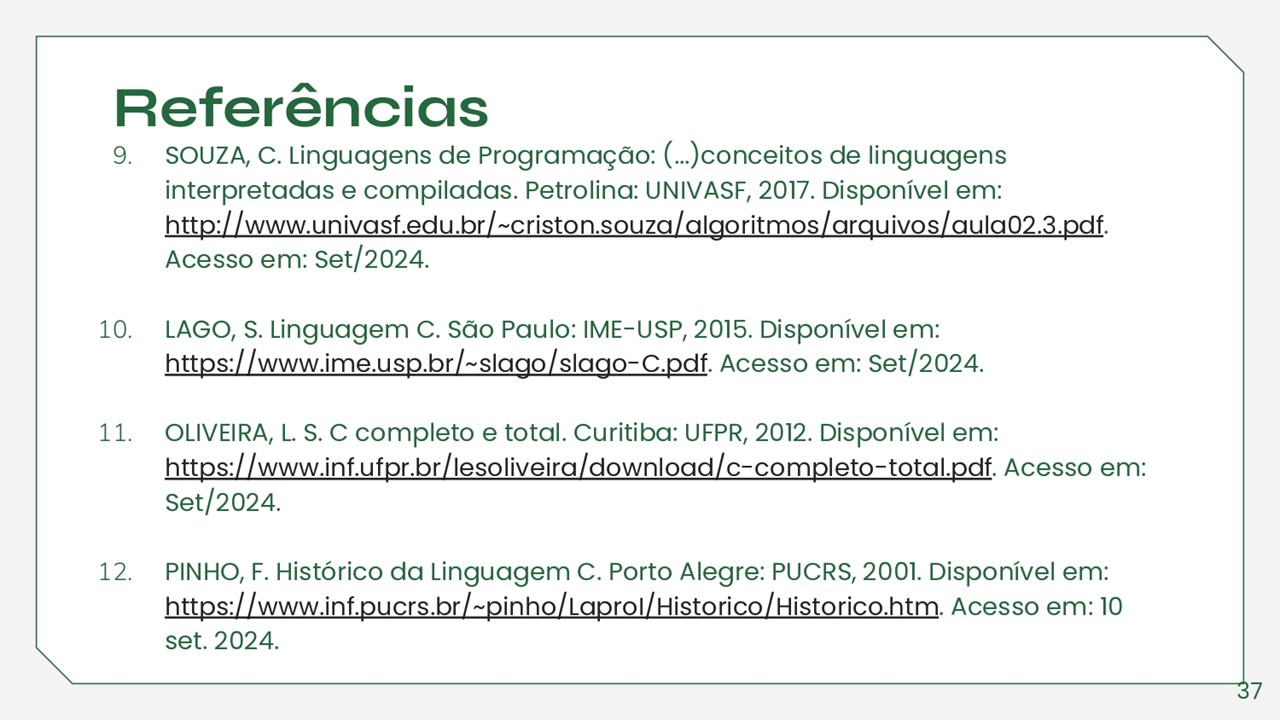 Referências
9. SOUZA, C. Linguagens de Programação: (...)conceitos de linguagens
interpretadas e compiladas. Petrolina: UNIVASF, 2017. Disponível em:
http://www.univasf.edu.br/~criston.souza/algoritmos/arquivos/aula02.3.pdf.
Acesso em: Set/2024.
10. LAGO, S. Linguagem C. São Paulo: IME-USP, 2015. Disponível em:
https://www.ime.usp.br/~slago/slago-C.pdf. Acesso em: Set/2024.
11. OLIVEIRA, L. S. C completo e total. Curitiba: UFPR, 2012. Disponível em:
https://www.inf.ufpr.br/lesoliveira/download/c-completo-total.pdf. Acesso em:
Set/2024.
12. PINHO, F. Histórico da Linguagem C. Porto Alegre: PUCRS, 2001. Disponível em:
https://www.inf.pucrs.br/~pinho/LaproI/Historico/Historico.htm. Acesso em: 10
set. 2024.
37